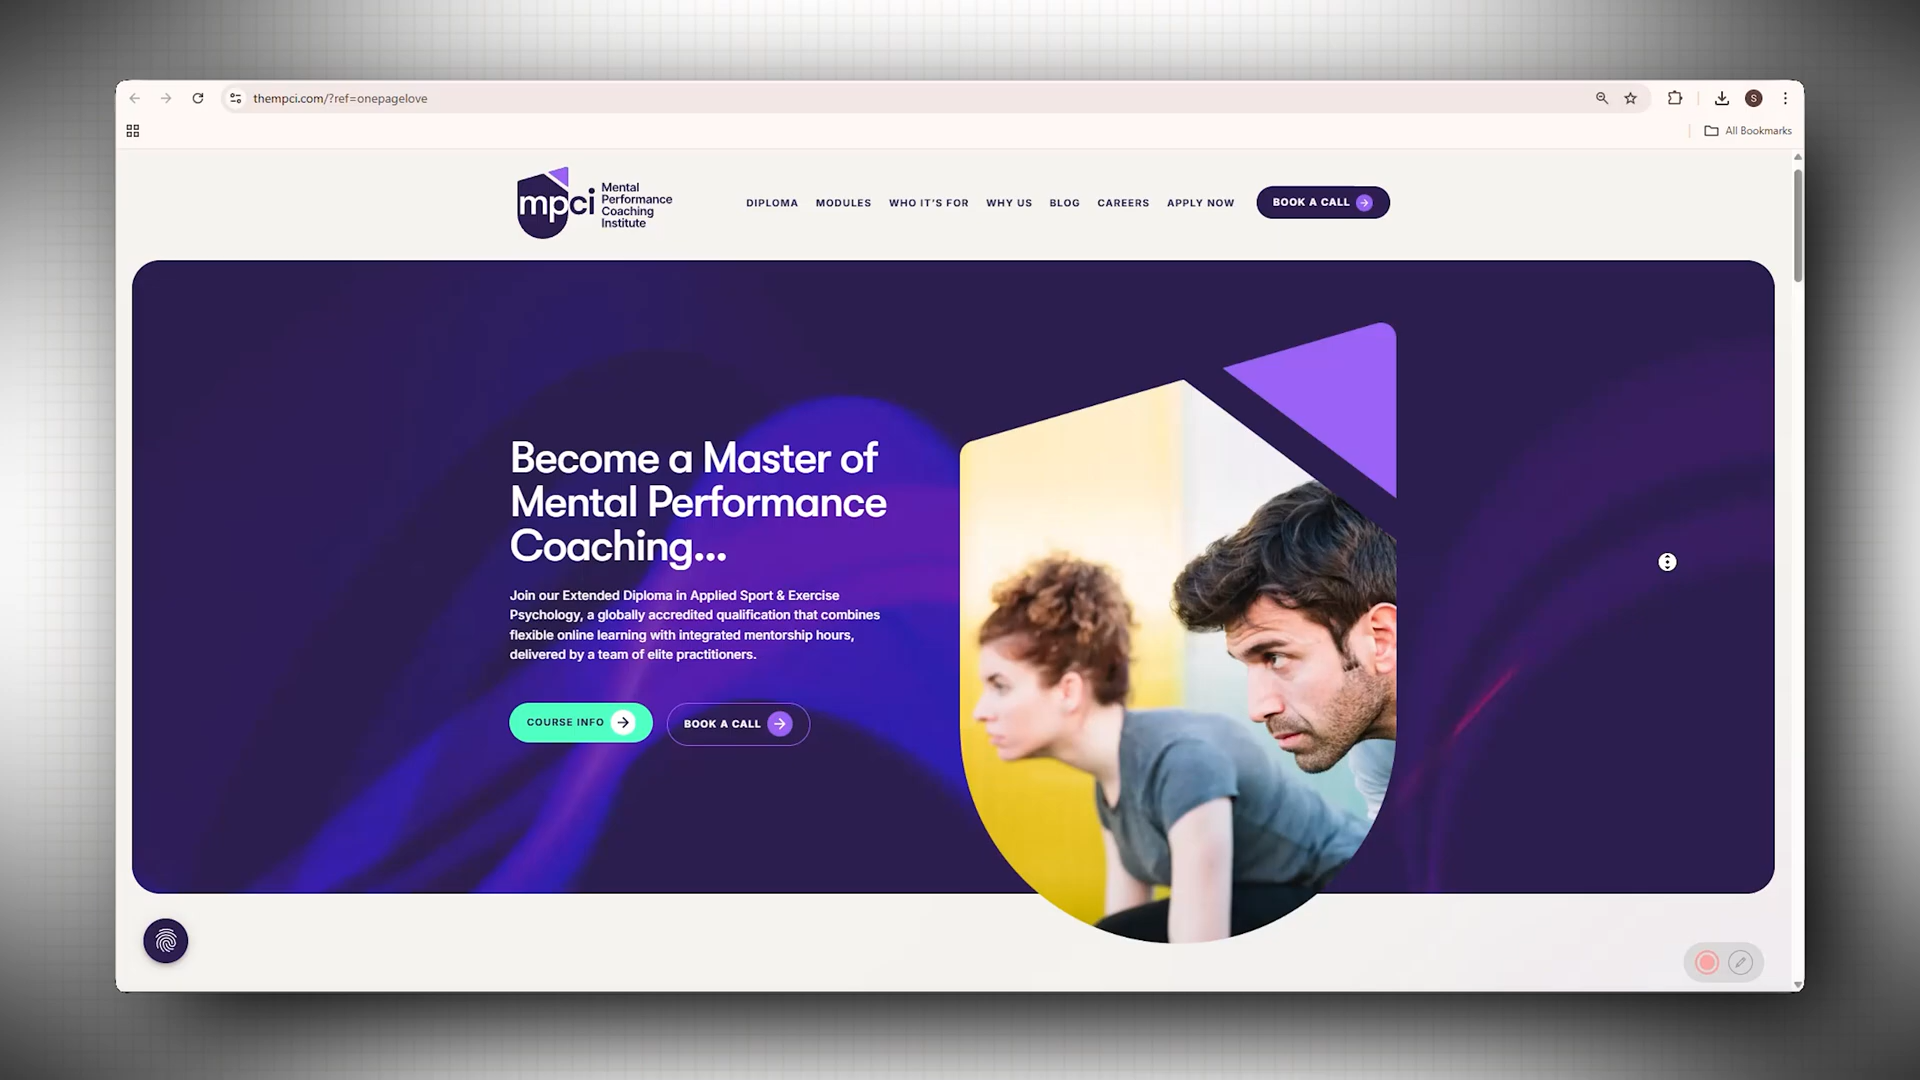 thempci.com/?ref=onepagelove
S
All Bookmarks
mpci
Mental
Performance
Coaching
Institute
DIPLOMA MODULES WHO IT'S FOR WHY US BLOG CAREERS APPLY NOW BOOK A CALL
Become a Master of
Mental Performance
Coaching...
Join our Extended Diploma in Applied Sport & Exercise
Psychology, a globally accredited qualification that combines
flexible online learning with integrated mentorship hours,
delivered by a team of elite practitioners.
COURSE INFO BOOK A CALL